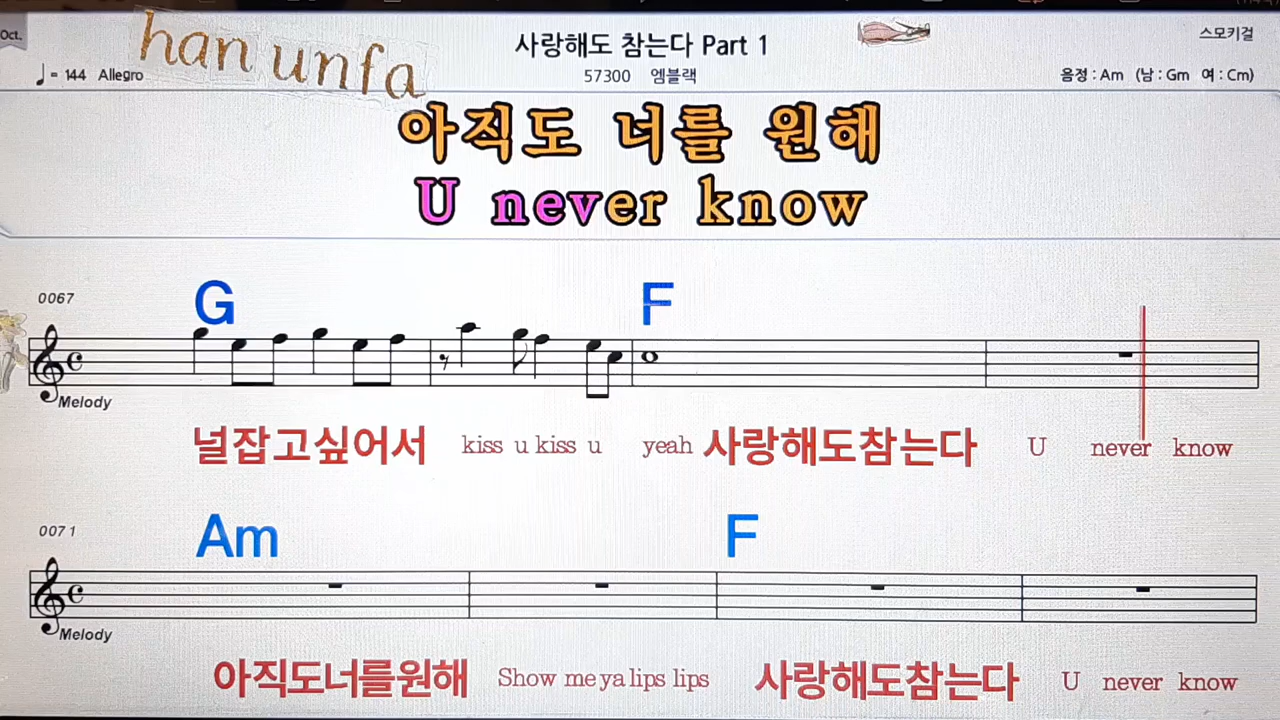 Oct.
han unfa
사랑해도 참는다 Part 1
스모키걸
♩= 144 Allegro
57300 엠블랙
음정 : Am (남 : Gm 여 : Cm)
아직도 너를 원해
U never know
0067
G F
Melody
널잡고싶어서 kiss u kiss u yeah 사랑해도참는다 U never know
0071
Am F
Melody
아직도너를원해 Show me ya lips lips 사랑해도참는다 U never know